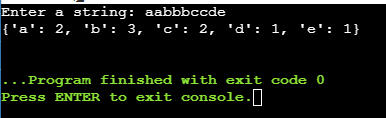 Enter a string: aabbbccde
{'a': 2, 'b': 3, 'c': 2, 'd': 1, 'e': 1}
...Program finished with exit code 0
Press ENTER to exit console.